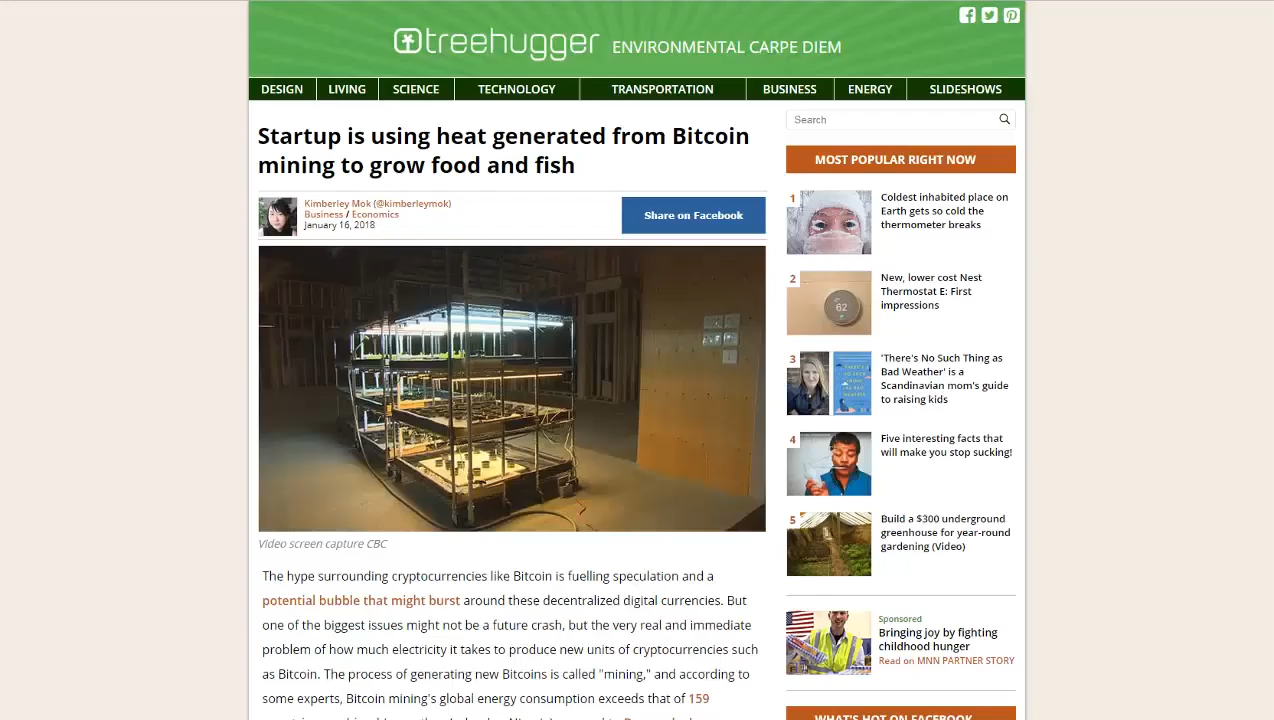 treehugger ENVIRONMENTAL CARPE DIEM
DESIGN LIVING SCIENCE TECHNOLOGY TRANSPORTATION BUSINESS ENERGY SLIDESHOWS
Startup is using heat generated from Bitcoin
mining to grow food and fish
Kimberley Mok (@kimberleymok)
Business / Economics
January 16, 2018
Share on Facebook
Video screen capture CBC
The hype surrounding cryptocurrencies like Bitcoin is fuelling speculation and a
potential bubble that might burst around these decentralized digital currencies. But
one of the biggest issues might not be a future crash, but the very real and immediate
problem of how much electricity it takes to produce new units of cryptocurrencies such
as Bitcoin. The process of generating new Bitcoins is called "mining," and according to
some experts, Bitcoin mining's global energy consumption exceeds that of 159
Search
MOST POPULAR RIGHT NOW
1
Coldest inhabited place on
Earth gets so cold the
thermometer breaks
2
62
New, lower cost Nest
Thermostat E: First
impressions
3
'There's No Such Thing as
Bad Weather' is a
Scandinavian mom's guide
to raising kids
4
Five interesting facts that
will make you stop sucking!
5
Build a $300 underground
greenhouse for year-round
gardening (Video)
Sponsored
Bringing joy by fighting
childhood hunger
Read on MNN PARTNER STORY
WHAT'S HOT ON FACEBOOK